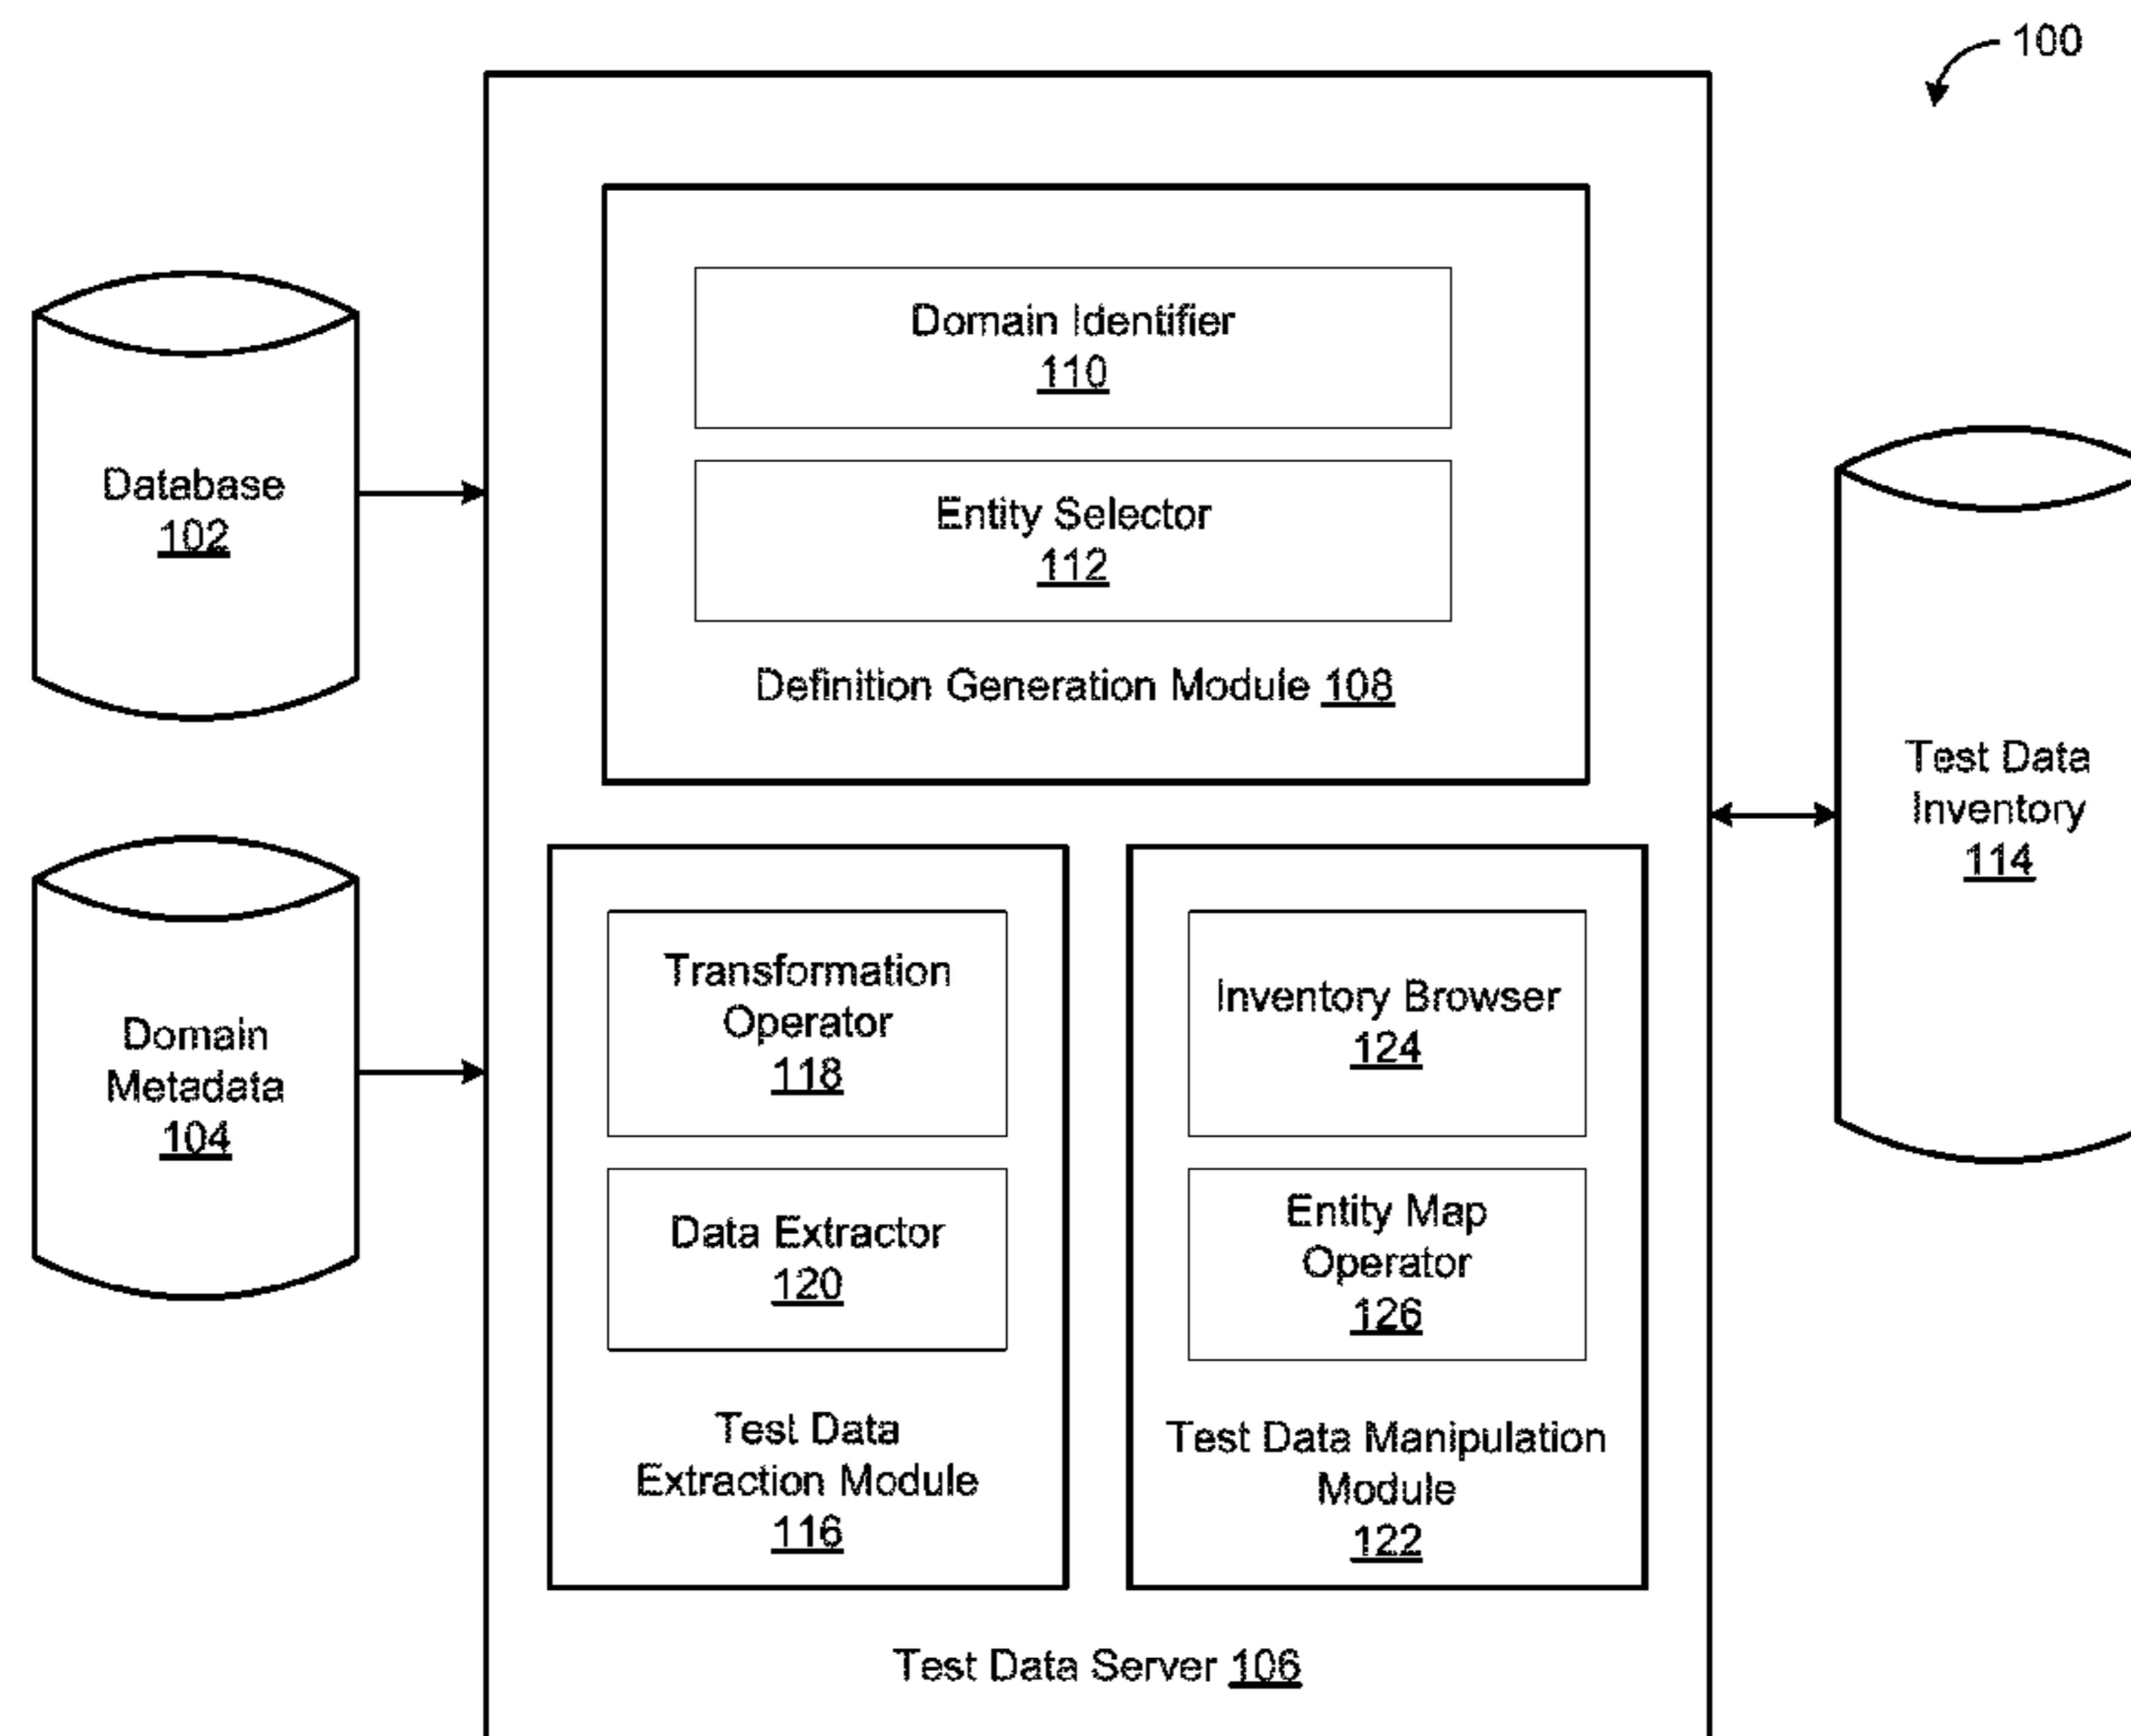 100
Database
102
Domain
Metadata
104
Domain Identifier
110
Entity Selector
112
Definition Generation Module 108
Transformation
Operator
118
Data Extractor
120
Test Data
Extraction Module
116
Inventory Browser
124
Entity Map
Operator
126
Test Data Manipulation
Module
122
Test Data Server 106
Test Data
Inventory
114